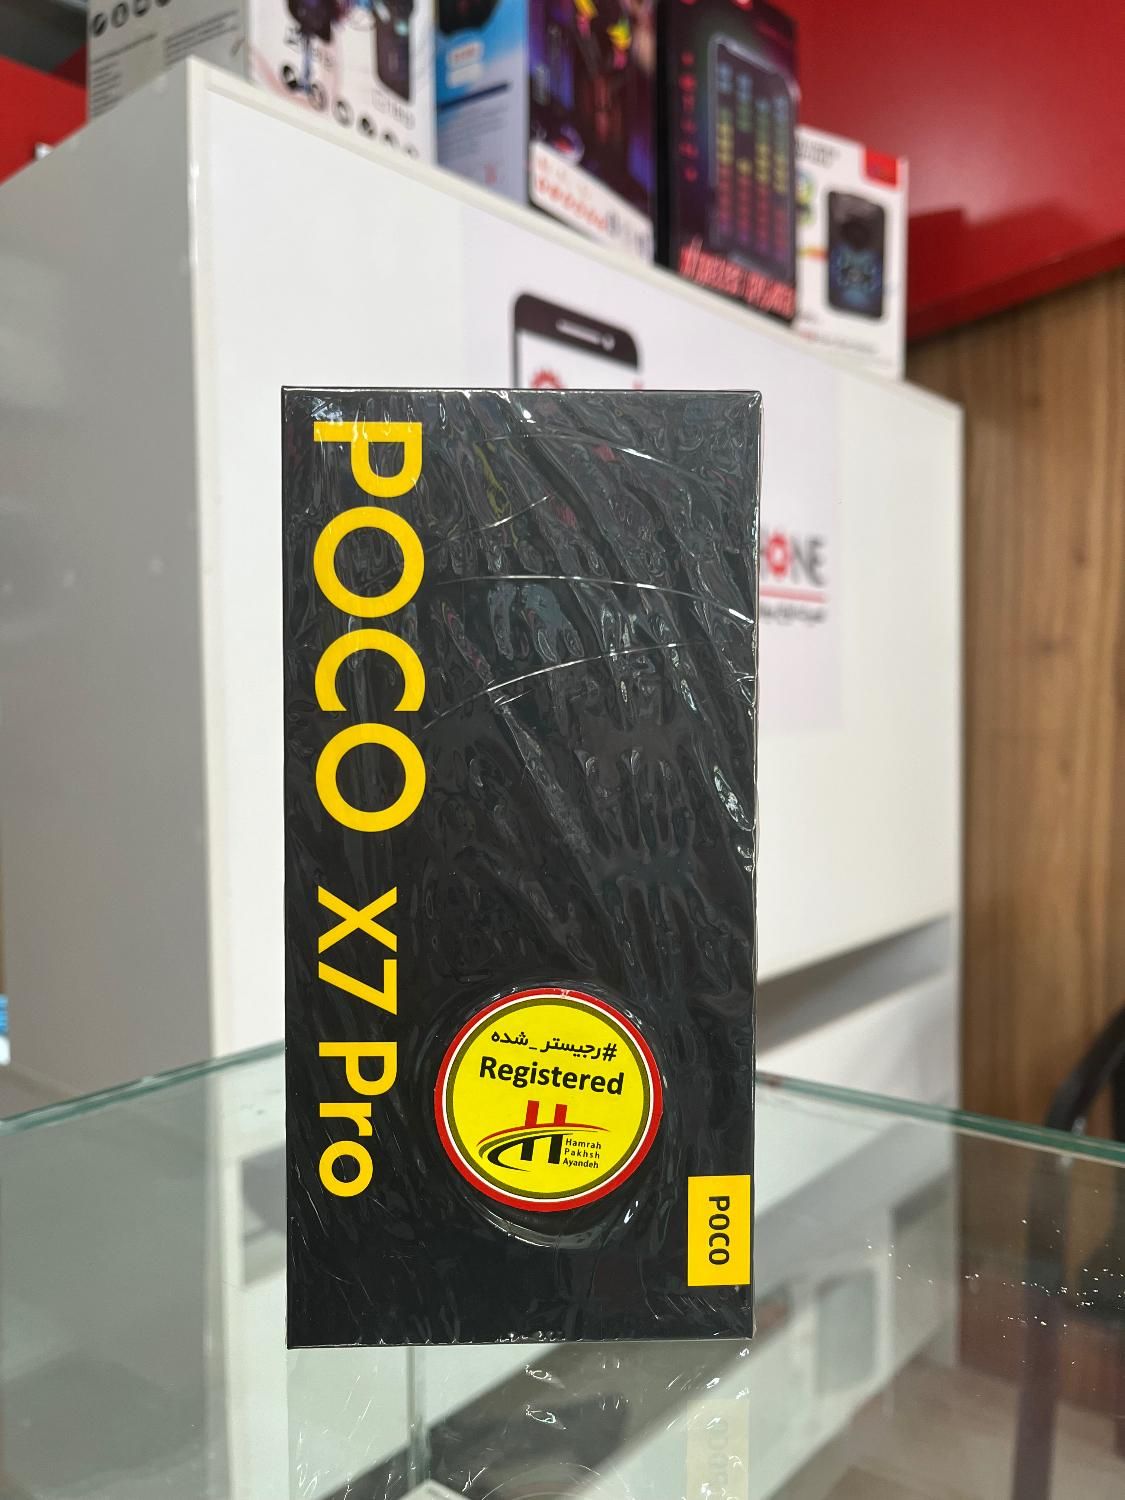 POCO X7 Pro
#رجیستر_شده
Registered
Hamrah
Pakhsh
Ayandeh
POCO